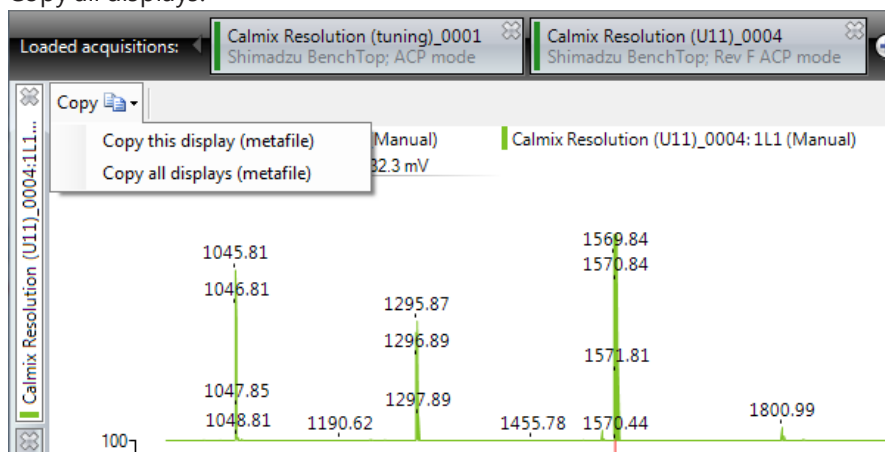 Copy all displays.
Loaded acquisitions:
Calmix Resolution (tuning)_0001
Shimadzu BenchTop; ACP mode
Calmix Resolution (U11)_0004
Shimadzu BenchTop; Rev F ACP mode
Copy
Copy this display (metafile)
Copy all displays (metafile)
(Manual)
32.3 mV
Calmix Resolution (U11)_0004:1L1 (Manual)
Calmix Resolution (U11)_0004:1L1...
1045.81
1046.81
1047.85
1048.81
1190.62
1295.87
1296.89
1297.89
1455.78
1569.84
1570.84
1571.81
1570.44
1800.99
100